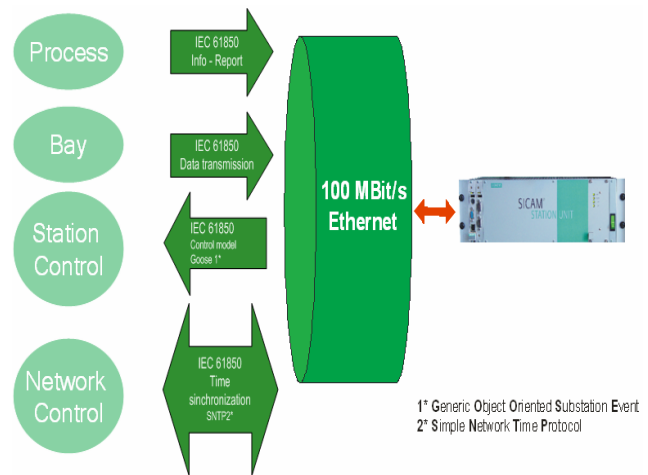 Process
IEC 61850
Info - Report
Bay
IEC 61850
Data transmission
Station
Control
IEC 61850
Control model
Goose 1*
Network
Control
IEC 61850
Time
sinchronization
SNTP2*
100 MBit/s
Ethernet
SICAM
STATION UNIT
1* Generic Object Oriented Substation Event
2* Simple Network Time Protocol